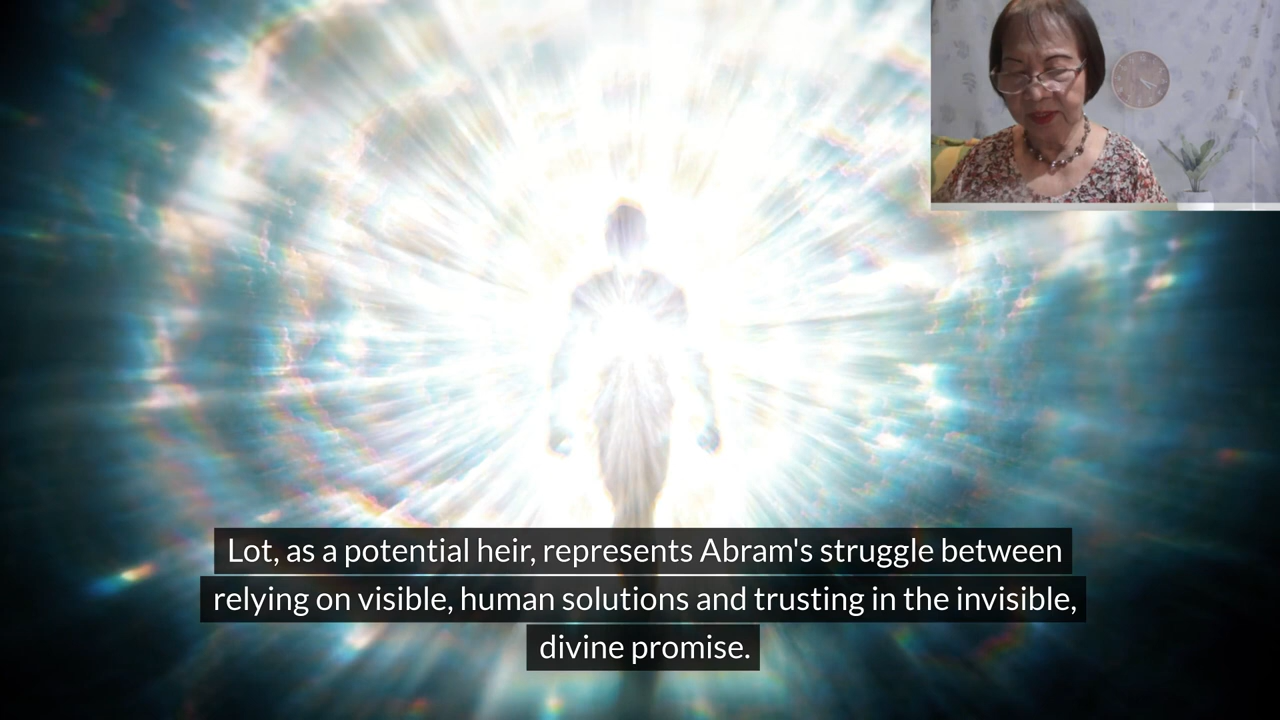 Lot, as a potential heir, represents Abram's struggle between
relying on visible, human solutions and trusting in the invisible,
divine promise.